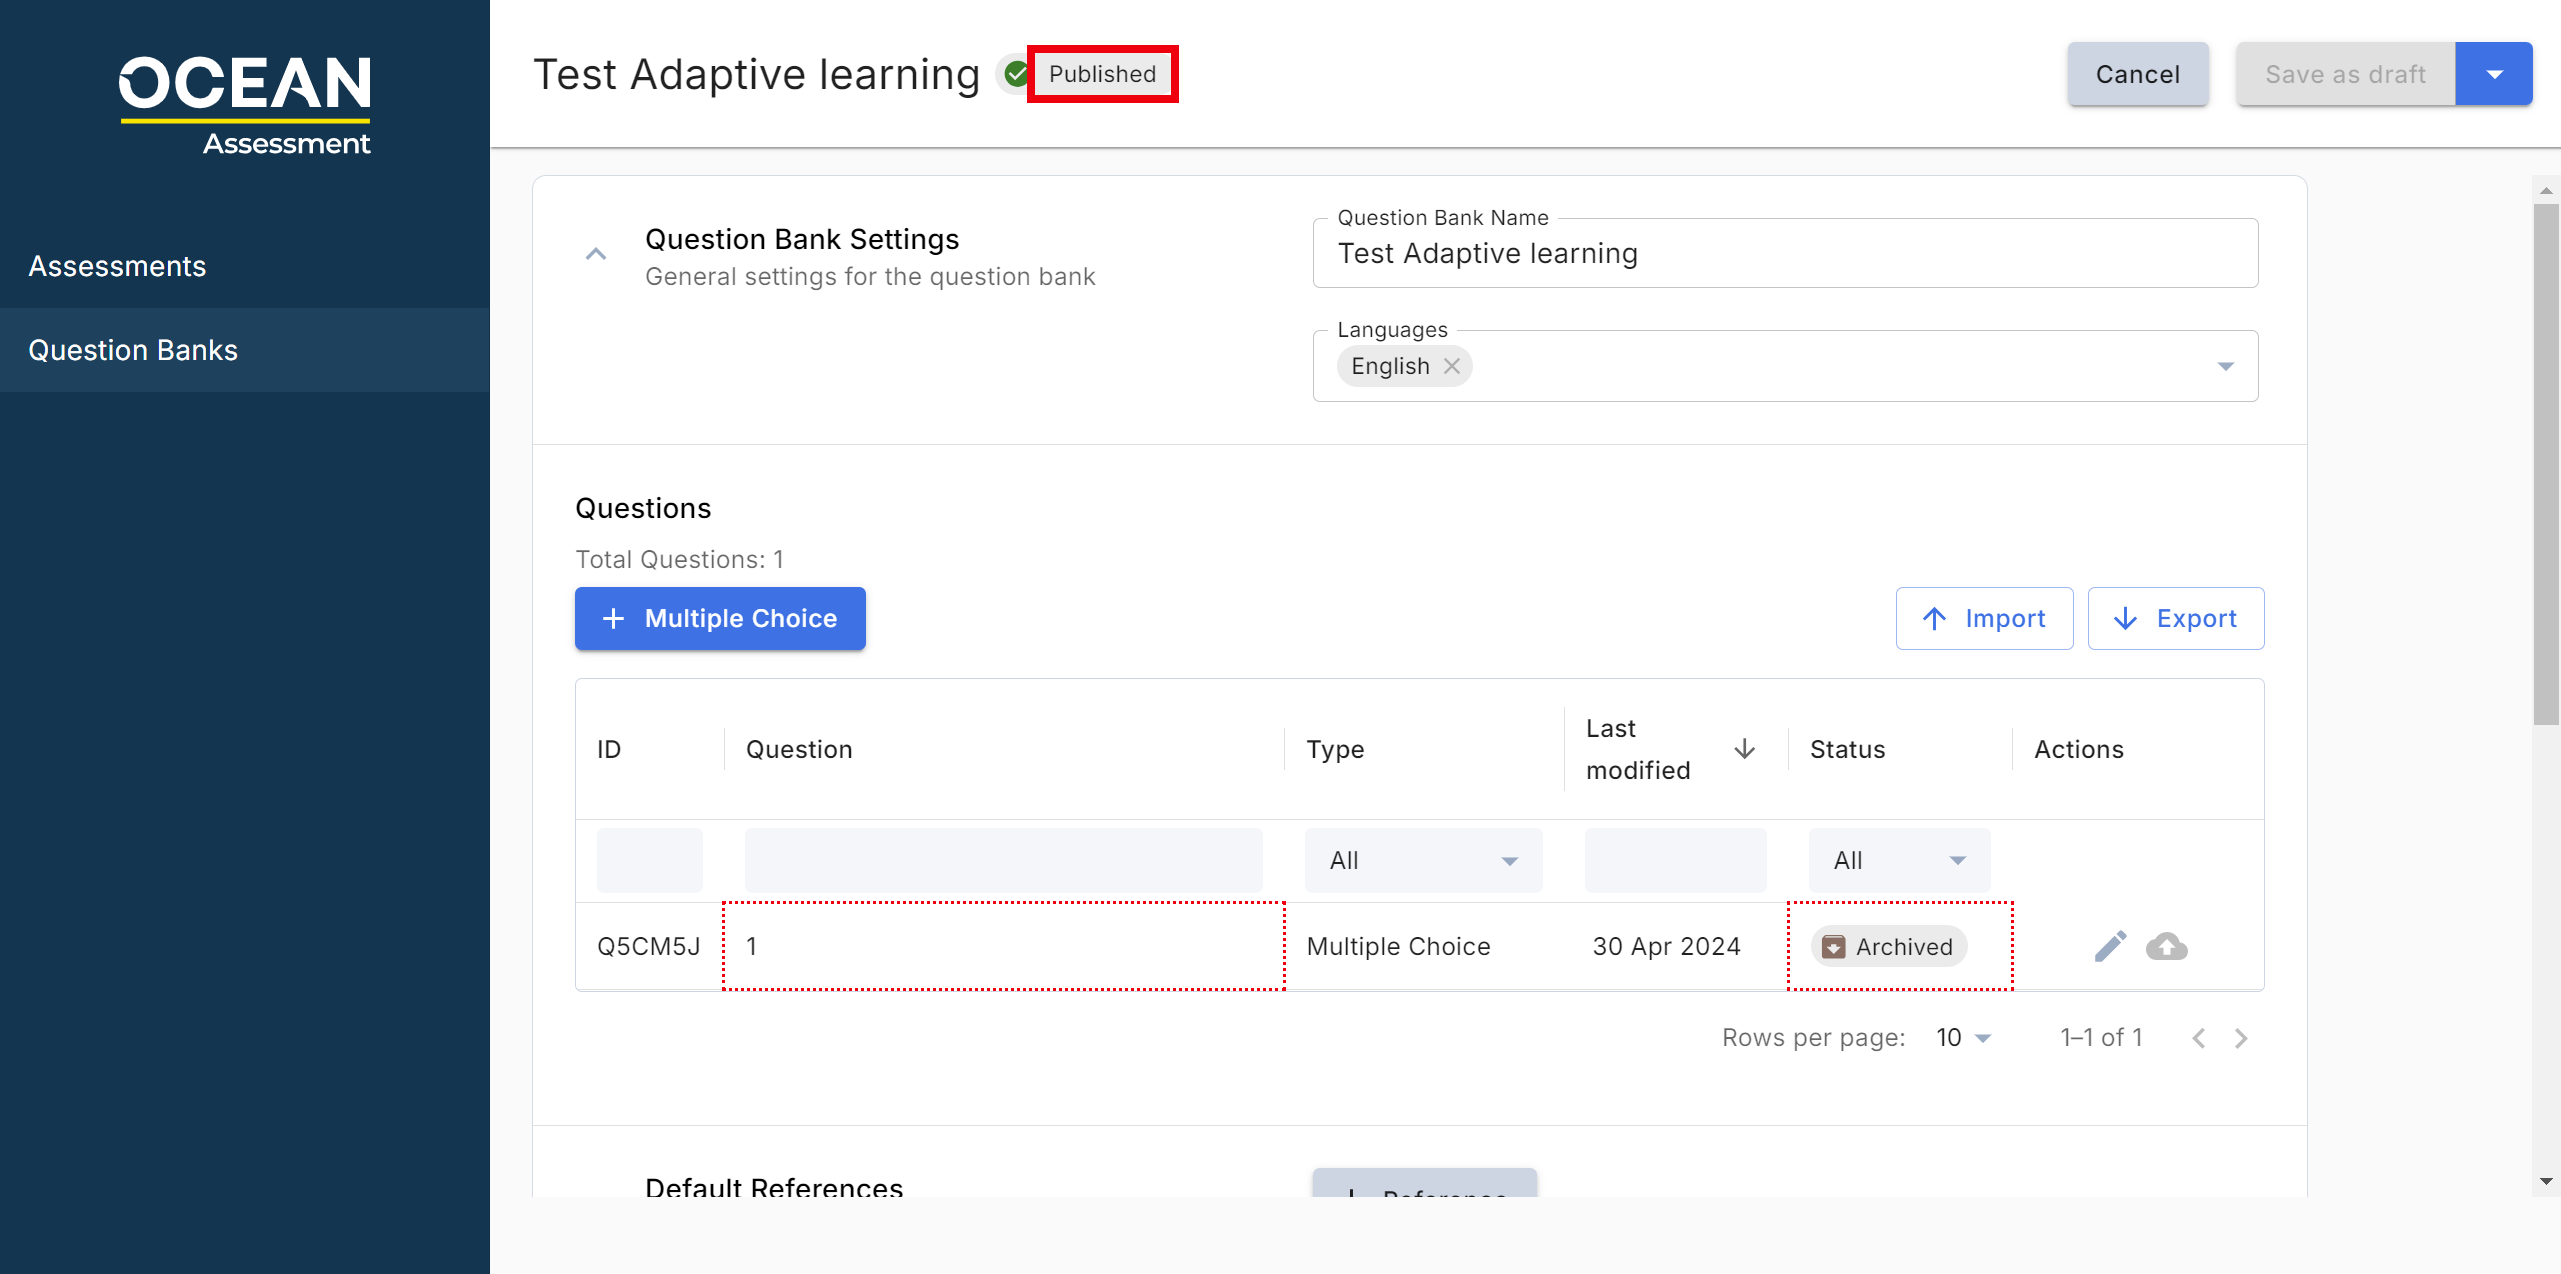 OCEAN
Assessment
Assessments
Question Banks
Test Adaptive learning
Published
Cancel
Save as draft
Question Bank Settings
General settings for the question bank
Question Bank Name
Test Adaptive learning
Languages
English
Questions
Total Questions: 1
Multiple Choice
Import
Export
ID
Question
Type
Last
modified
Status
Actions
All
All
Q5CM5J
1
Multiple Choice
30 Apr 2024
Archived
Rows per page:
10
1–1 of 1
Default References
Reference